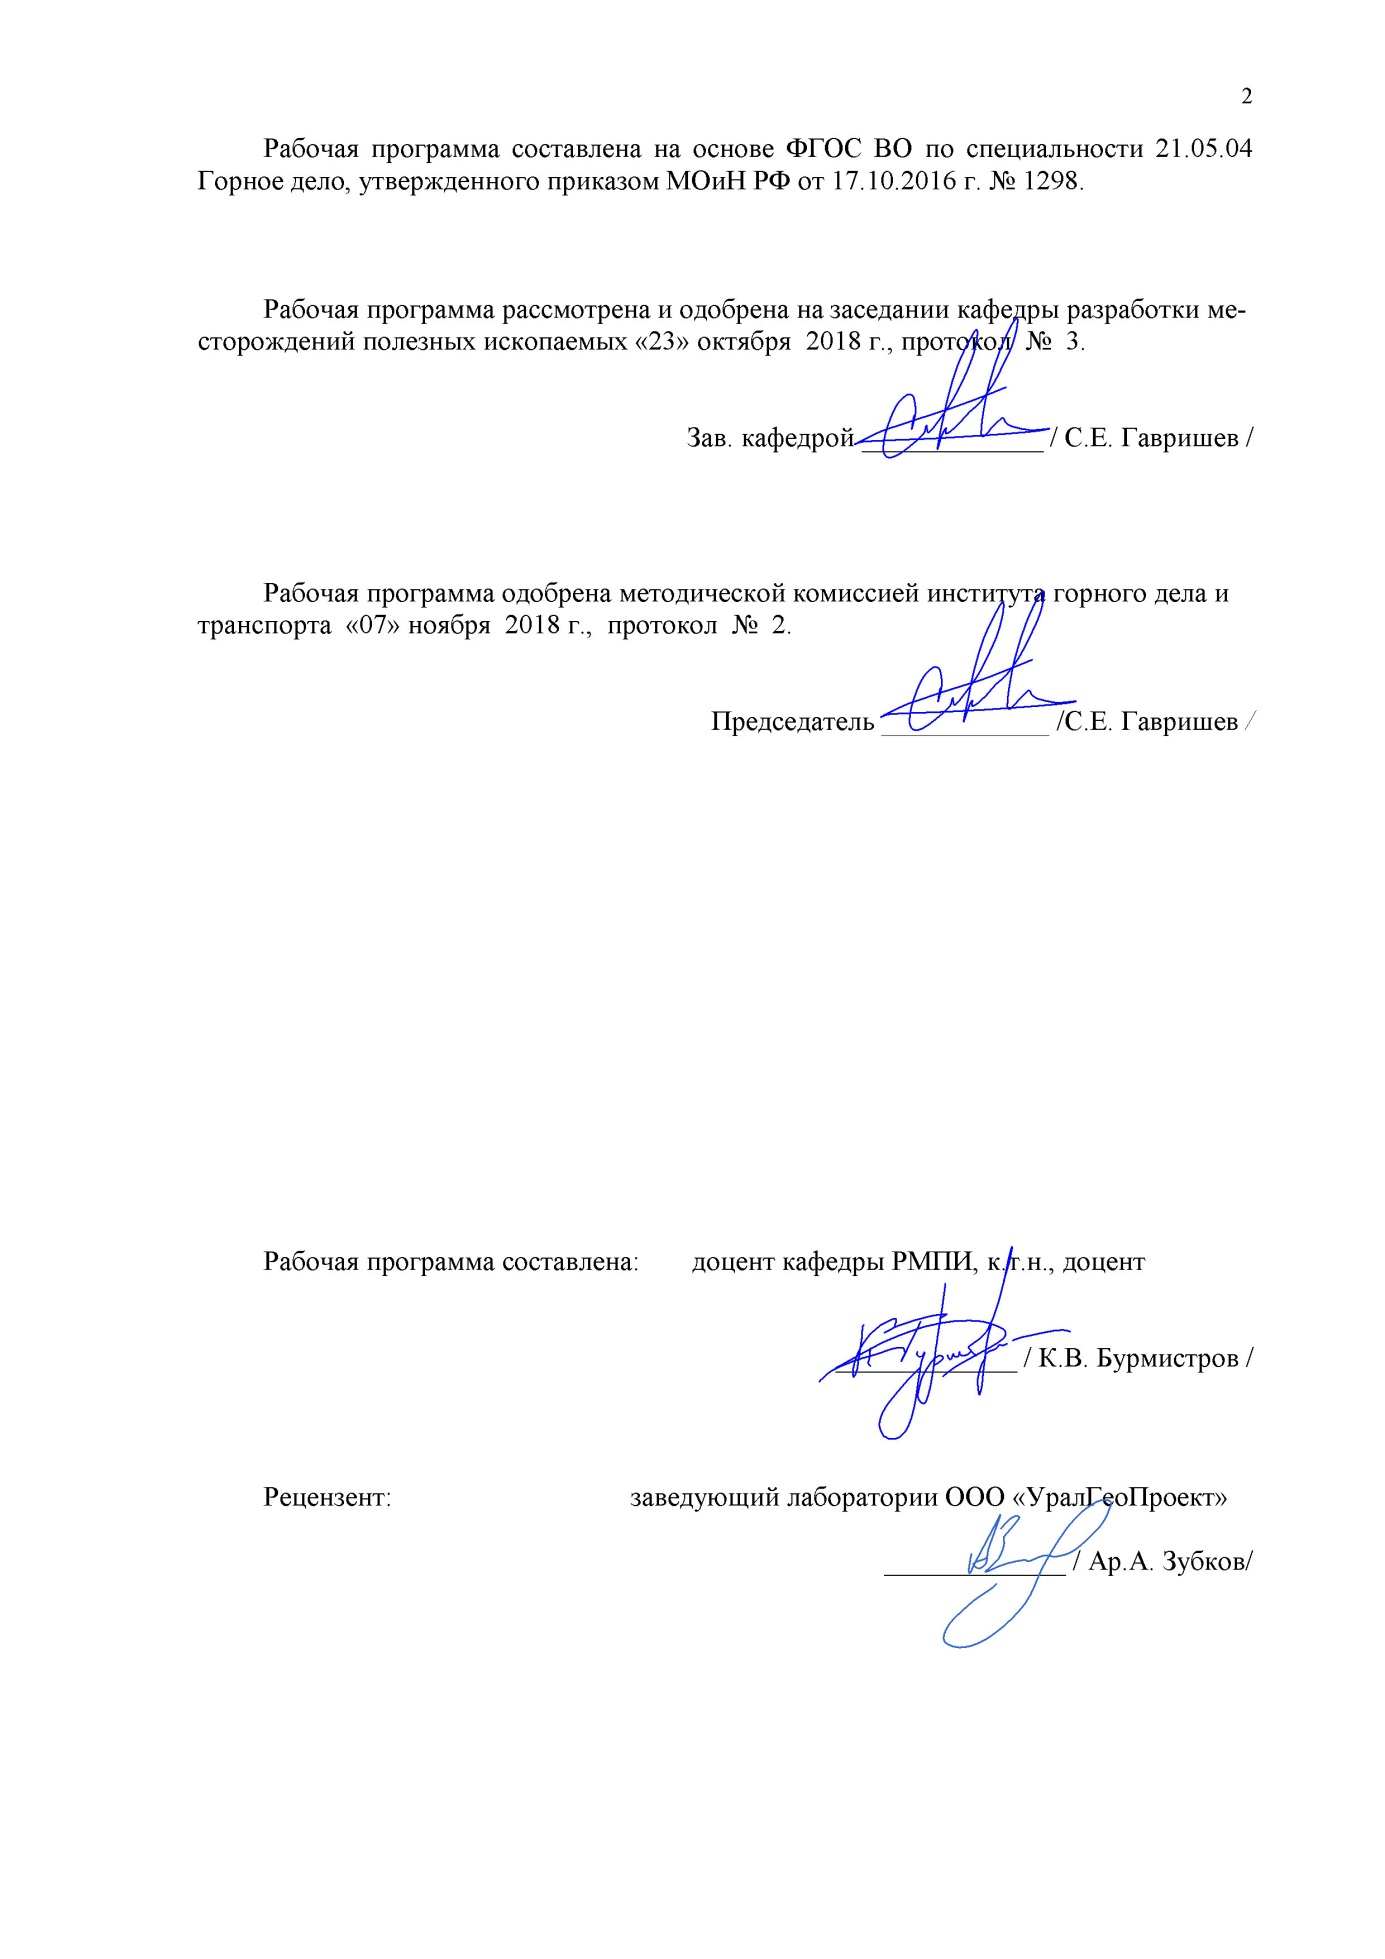 2
Рабочая программа составлена на основе ФГОС ВО по специальности 21.05.04
Горное дело, утвержденного приказом МОиН РФ от 17.10.2016 г. № 1298.
Рабочая программа рассмотрена и одобрена на заседании кафедры разработки ме-
сторождений полезных ископаемых «23» октября 2018 г., протокол № 3.
Зав. кафедрой ______________ / С.Е. Гавришев /
Рабочая программа одобрена методической комиссией института горного дела и
транспорта «07» ноября 2018 г., протокол № 2.
Председатель _____________ /С.Е. Гавришев /
Рабочая программа составлена: доцент кафедры РМПИ, к.т.н., доцент
______________ / К.В. Бурмистров /
Рецензент: заведующий лаборатории ООО «УралГеоПроект»
______________ / Ар.А. Зубков/